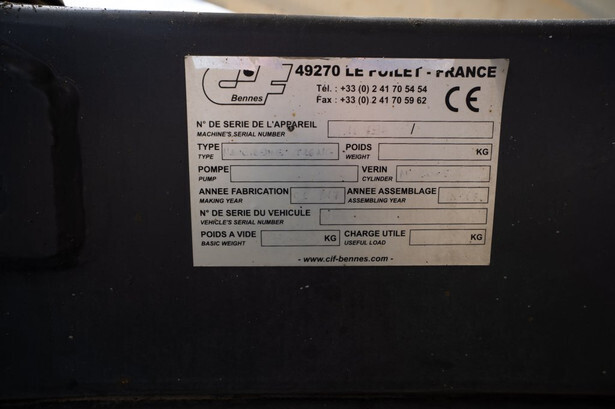 CIF
Bennes
49270 LE FUILET - FRANCE
Tél. : +33 (0) 2 41 70 54 54
Fax : +33 (0) 2 41 70 59 62
CE
N° DE SERIE DE L'APPAREIL /
MACHINE'S SERIAL NUMBER
TYPE POIDS KG
TYPE WEIGHT
POMPE VERIN
PUMP CYLINDER
ANNEE FABRICATION ANNEE ASSEMBLAGE
MAKING YEAR ASSEMBLING YEAR
N° DE SERIE DU VEHICULE
VEHICLE'S SERIAL NUMBER
POIDS A VIDE KG CHARGE UTILE KG
BASIC WEIGHT USEFUL LOAD
- www.cif-bennes.com -